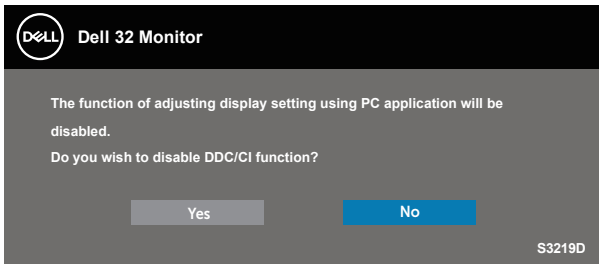 DELL Dell 32 Monitor
The function of adjusting display setting using PC application will be
disabled.
Do you wish to disable DDC/CI function?
Yes No
S3219D